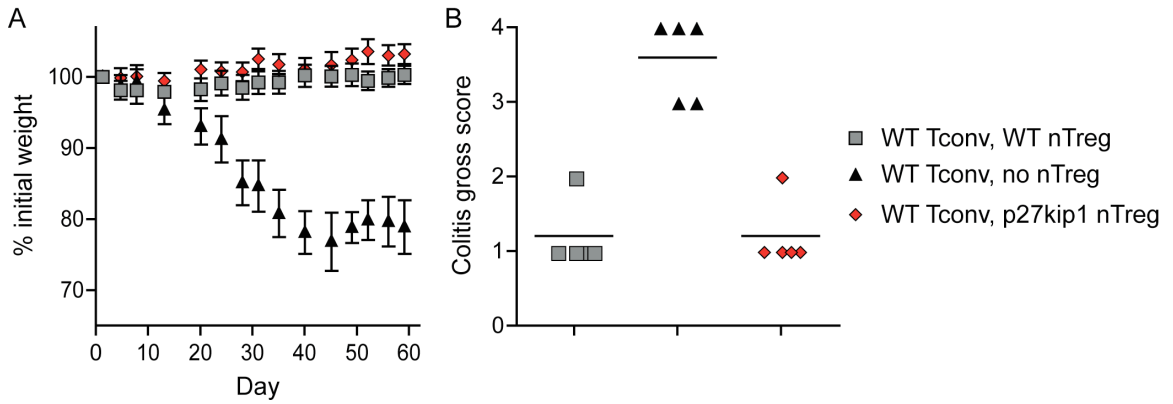 A
% initial weight
100
90
80
70
0 10 20 30 40 50 60
Day
B
Colitis gross score
4
3
2
1
0
WT Tconv, WT nTreg
WT Tconv, no nTreg
WT Tconv, p27kip1 nTreg